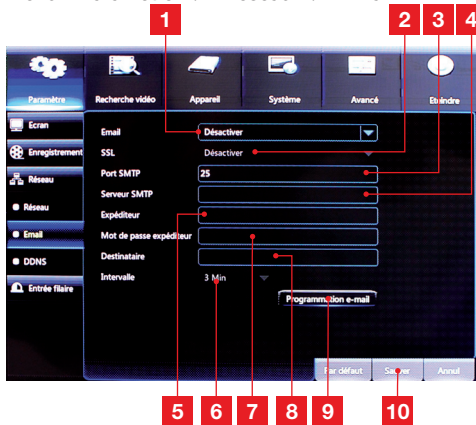 1 2 3 4
Paramètre Recherche vidéo Appareil Système Avancé Eteindre
Ecran
Enregistrement
Réseau
Réseau
Email
DDNS
Entrée filaire
Email Désactiver
SSL Désactiver
Port SMTP 25
Serveur SMTP
Expéditeur
Mot de passe expéditeur
Destinataire
Intervalle 3 Min
Programmation e-mail
Par défaut Sauver Annul
5 6 7 8 9 10